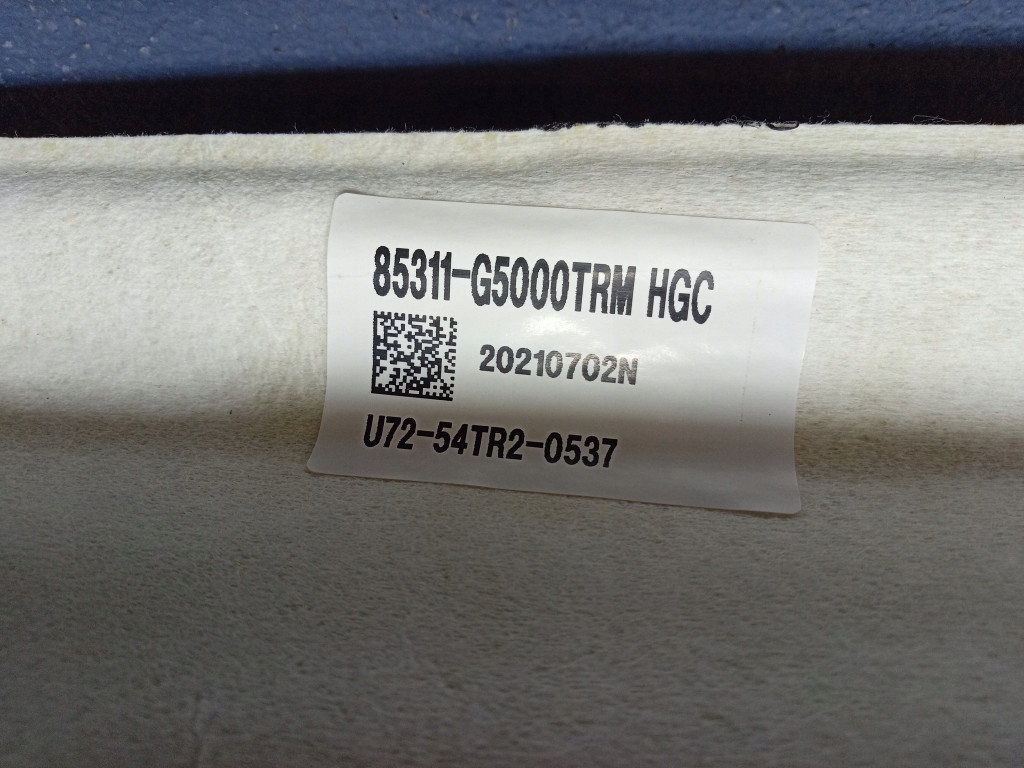 85311-G5000TRM HGC
20210702N
U72-54TR2-0537